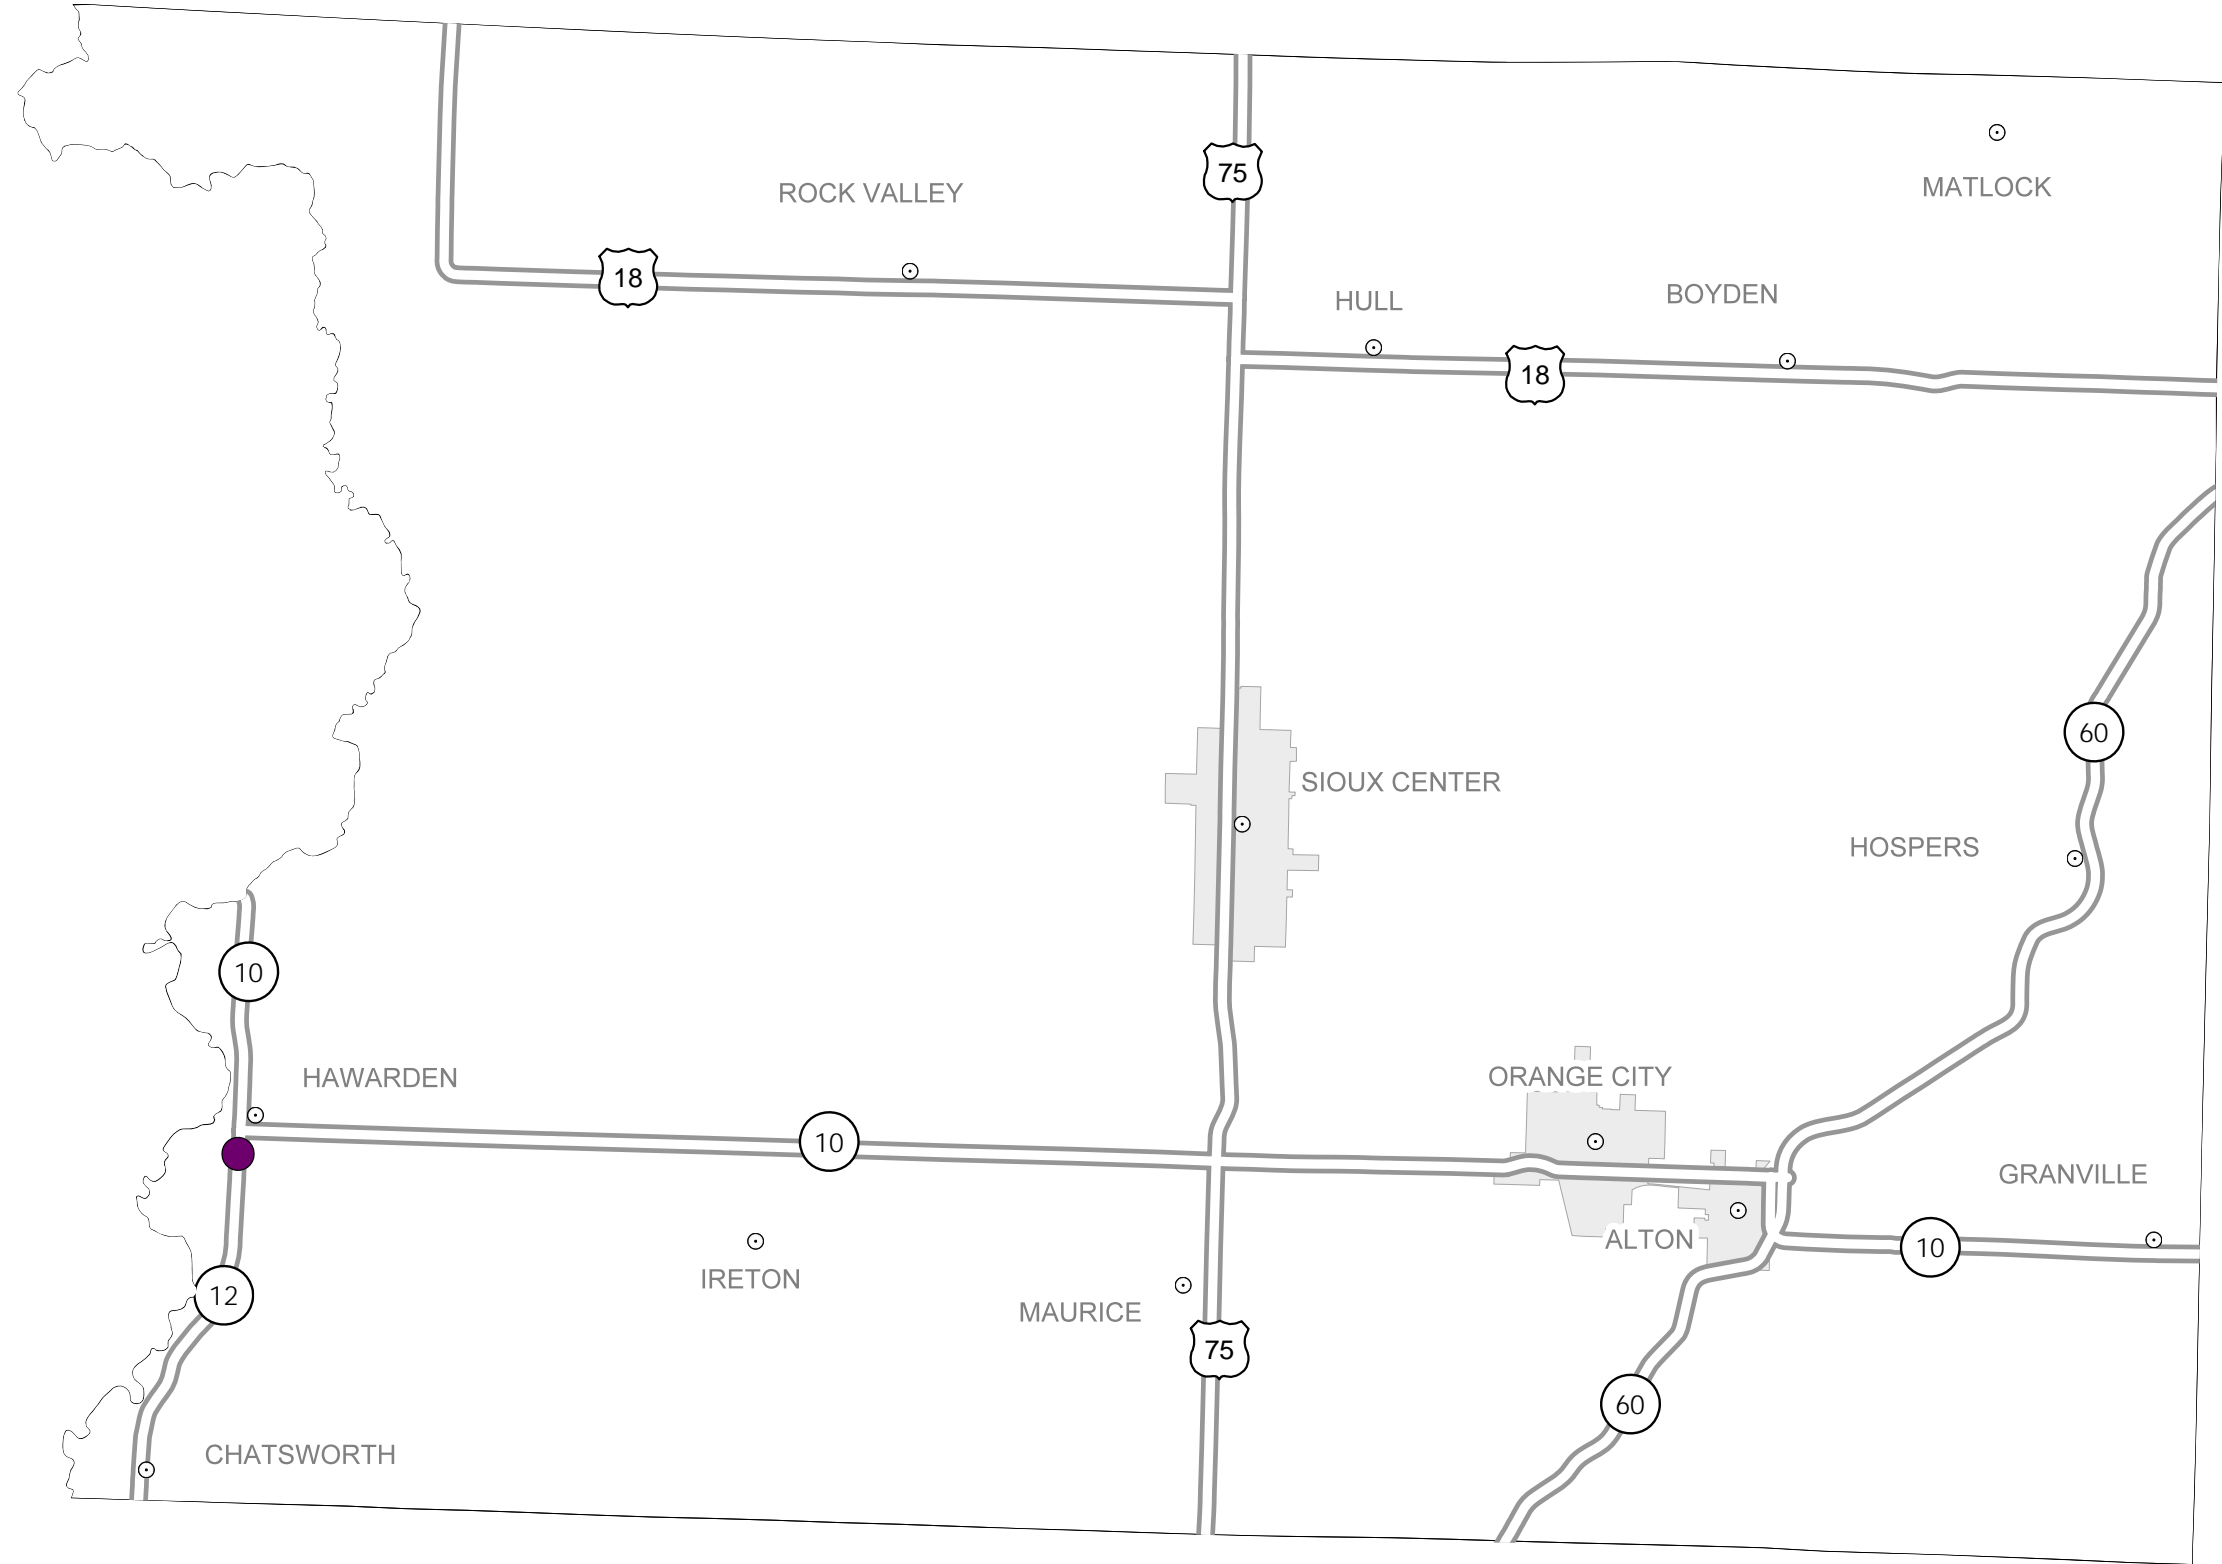 75
MATLOCK
ROCK VALLEY
18
HULL
BOYDEN
18
60
SIOUX CENTER
HOSPERS
10
HAWARDEN
ORANGE CITY
10
GRANVILLE
ALTON
10
IRETON
12
MAURICE
75
60
CHATSWORTH